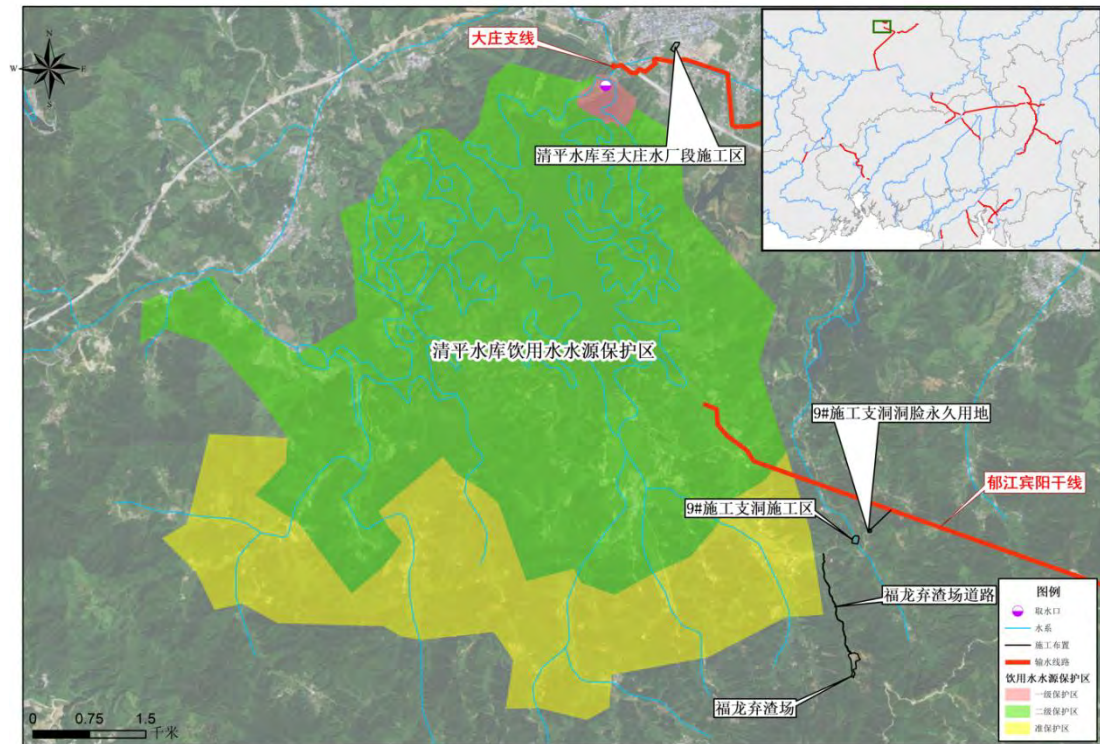 N
W
E
S
大庄支线
清平水库至大庄水厂段施工区
清平水库饮用水水源保护区
9#施工支洞洞脸永久用地
郁江宾阳干线
9#施工支洞施工区
福龙弃渣场道路
福龙弃渣场
图例
取水口
水系
施工布置
输水线路
饮用水水源保护区
一级保护区
二级保护区
准保护区
0 0.75 1.5
千米